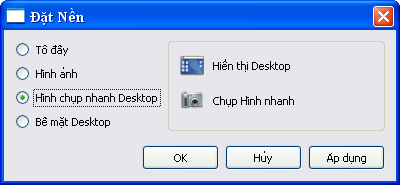 Đặt Nền
Tô đầy
Hình ảnh
Hình chụp nhanh Desktop
Bề mặt Desktop
Hiển thị Desktop
Chụp Hình nhanh
OK
Hủy
Áp dụng